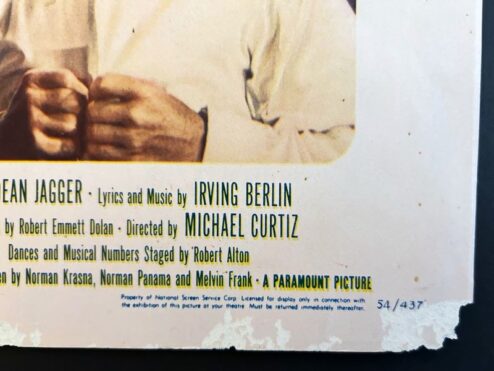 DEAN JAGGER · Lyrics and Music by IRVING BERLIN
by Robert Emmett Dolan · Directed by MICHAEL CURTIZ
Dances and Musical Numbers Staged by Robert Alton
en by Norman Krasna, Norman Panama and Melvin Frank · A PARAMOUNT PICTURE
Property of National Screen Service Corp. Licensed for display only in connection with
the exhibition of this picture at your theatre. Must be returned immediately thereafter.
54/437